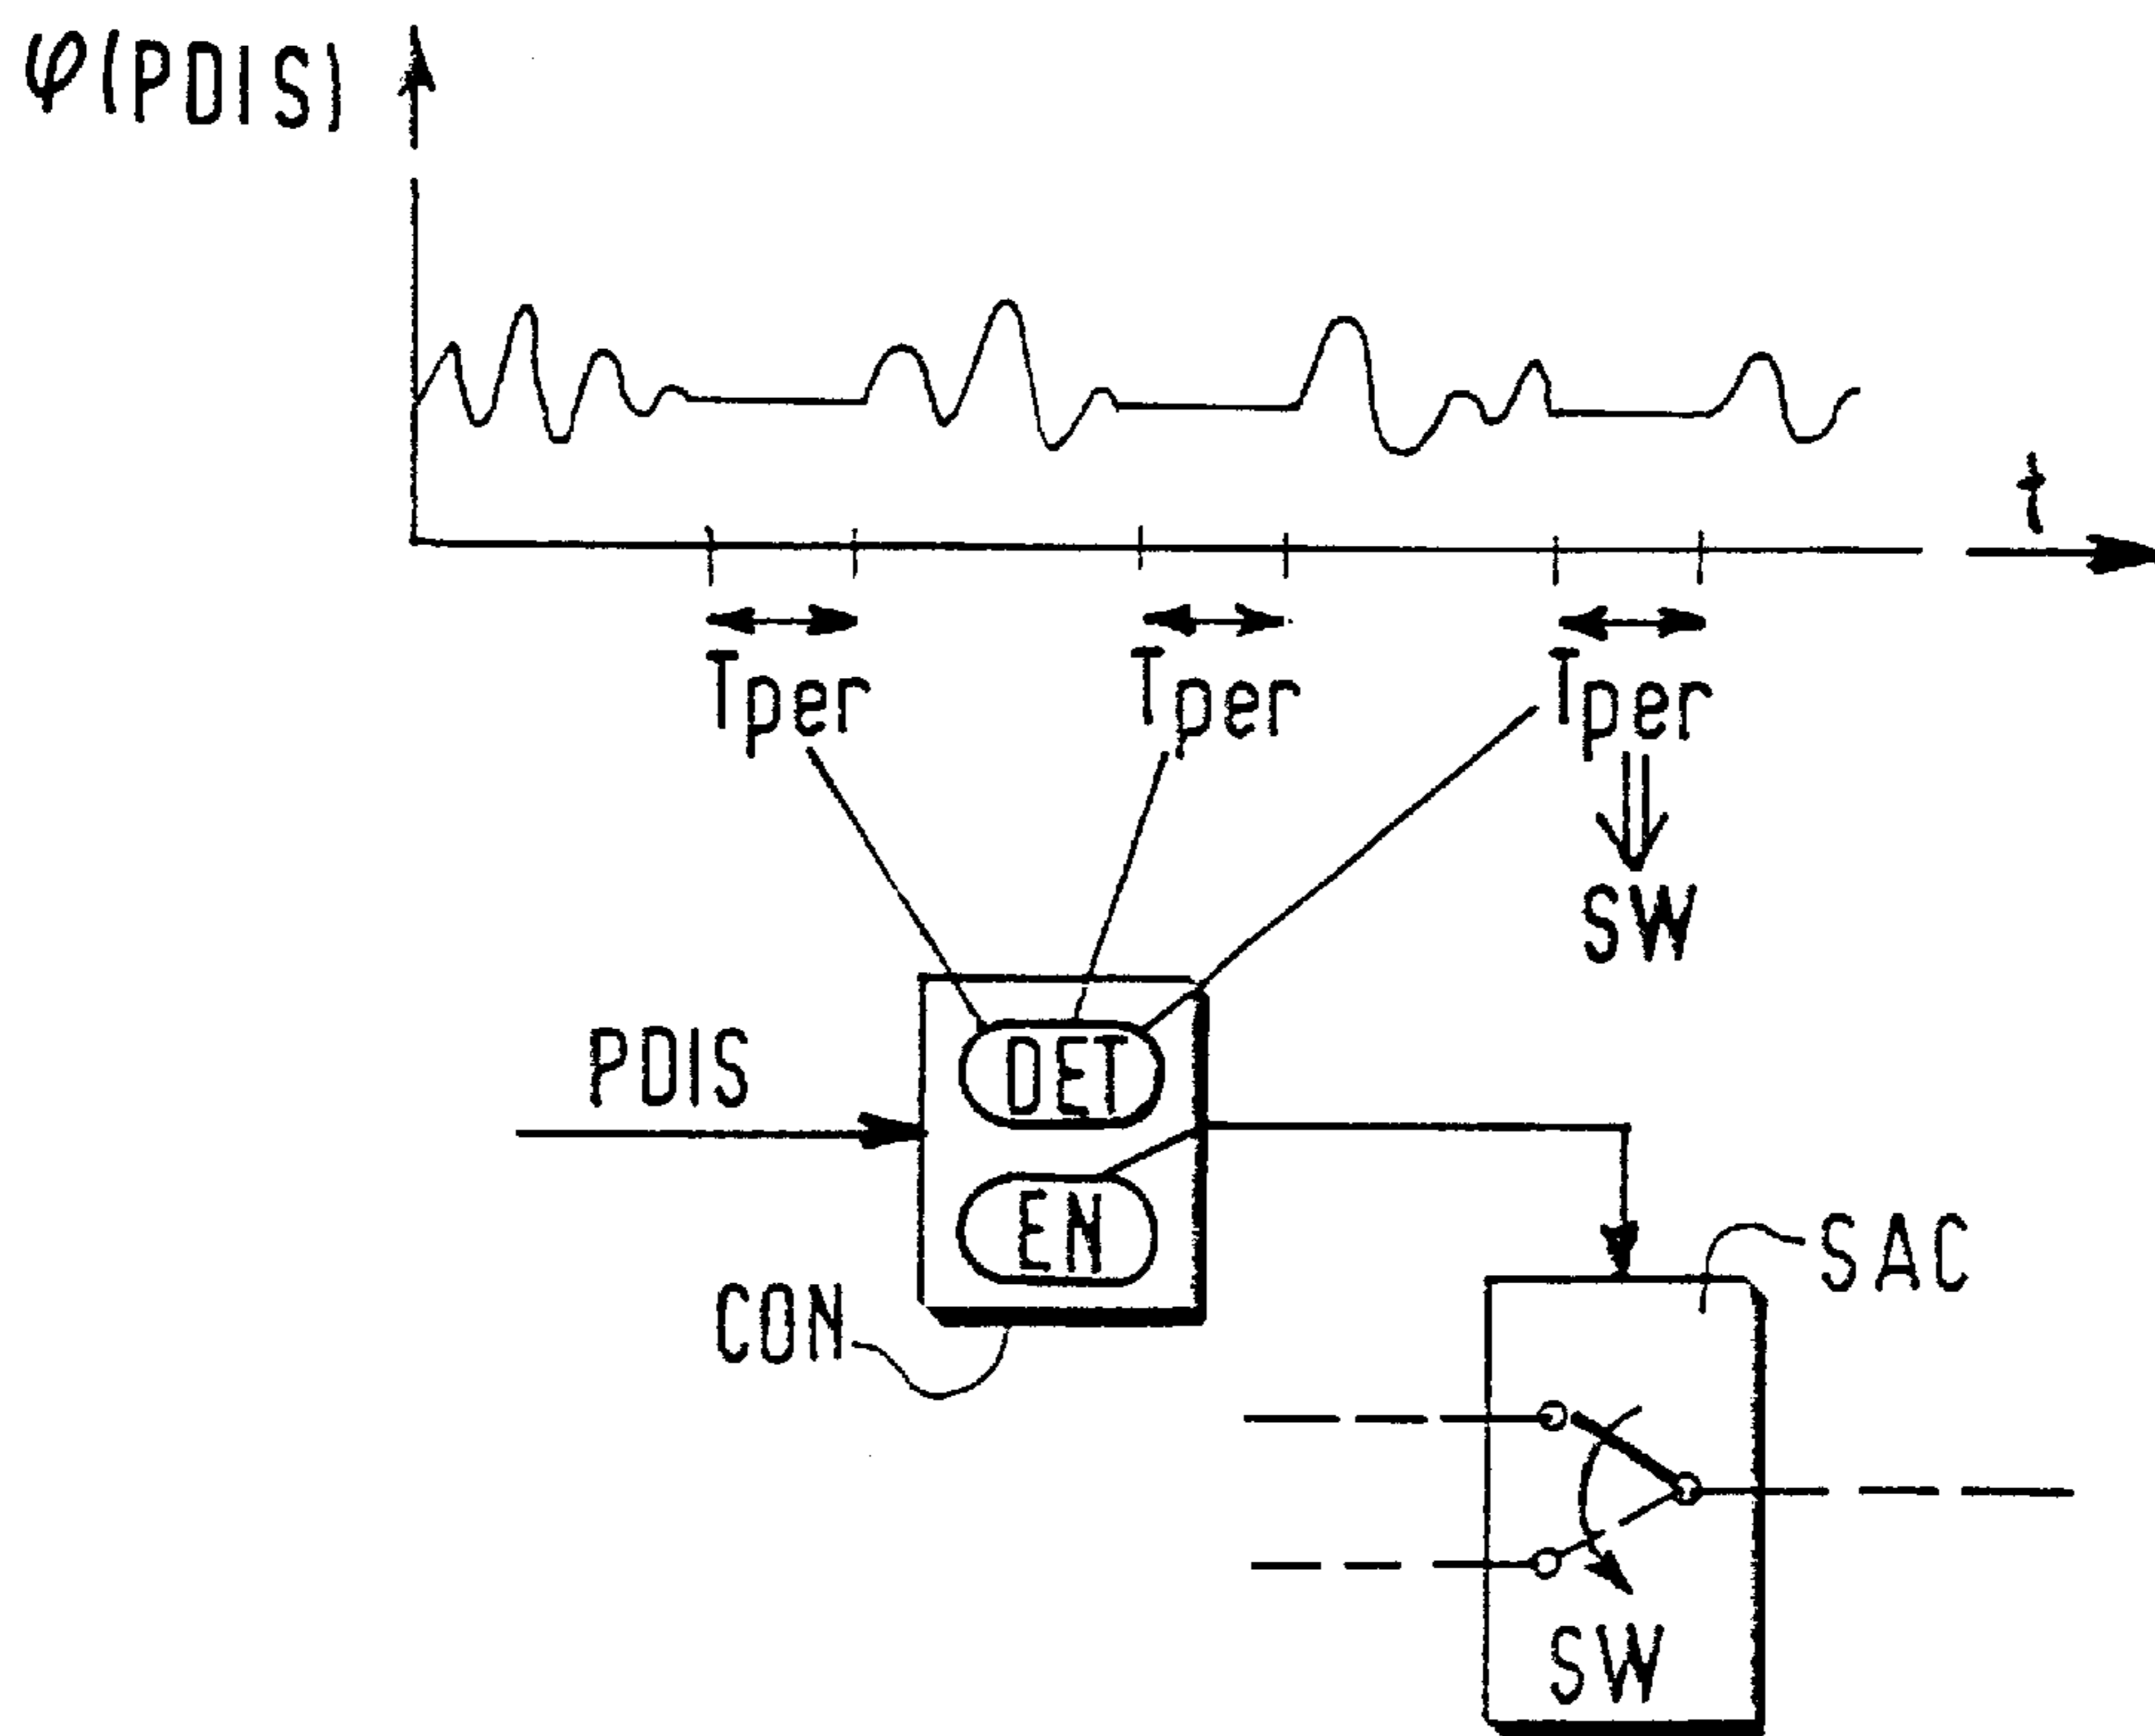 φ(PDIS)
t
Tper Tper Tper
SW
PDIS
DET
EN
CON
SAC
SW